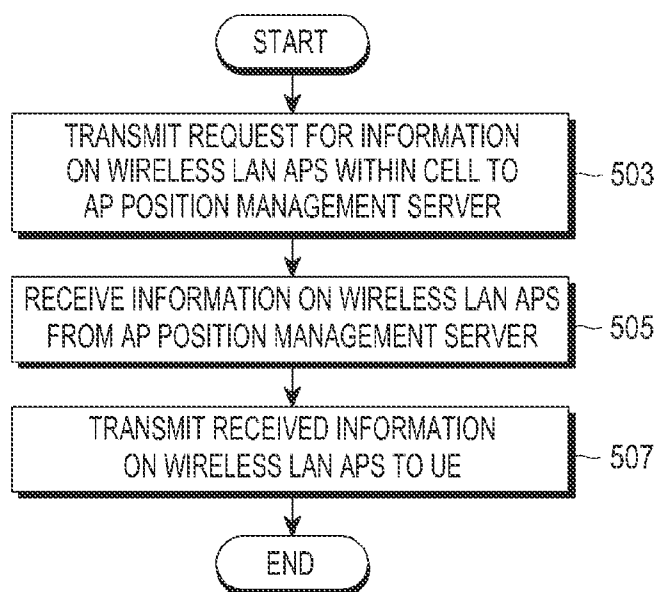 START
TRANSMIT REQUEST FOR INFORMATION
ON WIRELESS LAN APS WITHIN CELL TO
AP POSITION MANAGEMENT SERVER
503
RECEIVE INFORMATION ON WIRELESS LAN APS
FROM AP POSITION MANAGEMENT SERVER
505
TRANSMIT RECEIVED INFORMATION
ON WIRELESS LAN APS TO UE
507
END